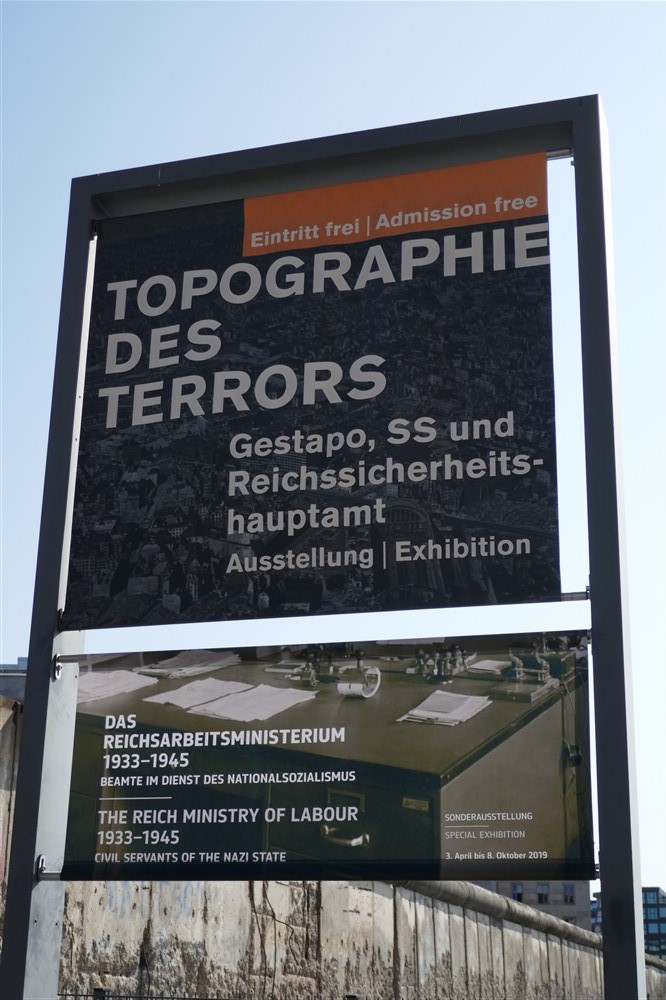 Eintritt frei | Admission free
TOPOGRAPHIE
DES
TERRORS
Gestapo, SS und
Reichssicherheits-
hauptamt
Ausstellung | Exhibition
DAS
REICHSARBEITSMINISTERIUM
1933–1945
BEAMTE IM DIENST DES NATIONALSOZIALISMUS
THE REICH MINISTRY OF LABOUR
1933–1945
CIVIL SERVANTS OF THE NAZI STATE
SONDERAUSSTELLUNG
SPECIAL EXHIBITION
3. April bis 8. Oktober 2019